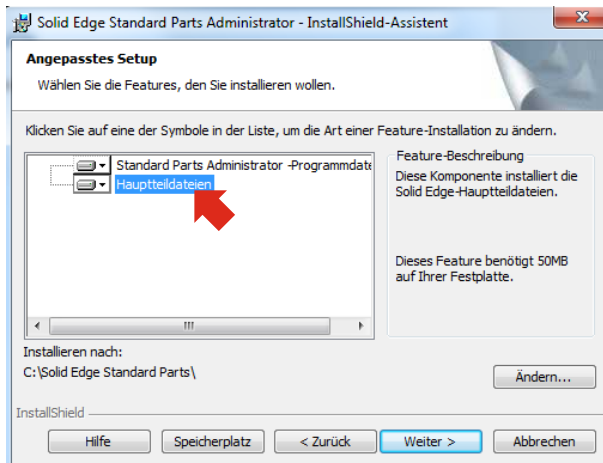 Solid Edge Standard Parts Administrator - InstallShield-Assistent
Angepasstes Setup
Wählen Sie die Features, den Sie installieren wollen.
Klicken Sie auf eine der Symbole in der Liste, um die Art einer Feature-Installation zu ändern.
Standard Parts Administrator -Programmdate
Hauptteildateien
Feature-Beschreibung
Diese Komponente installiert die
Solid Edge-Hauptteildateien.
Dieses Feature benötigt 50MB
auf Ihrer Festplatte.
Installieren nach:
C:\Solid Edge Standard Parts\
Ändern...
InstallShield
Hilfe
Speicherplatz
< Zurück
Weiter >
Abbrechen